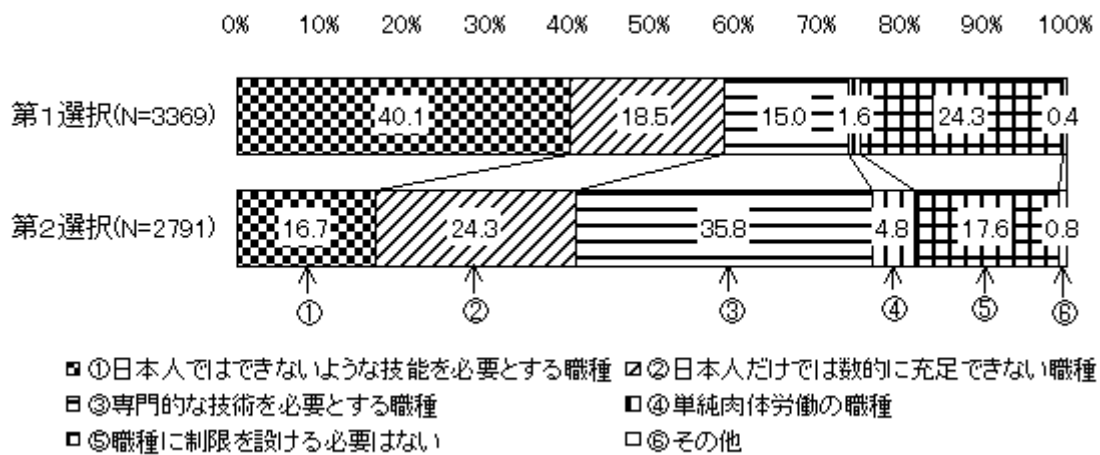 0% 10% 20% 30% 40% 50% 60% 70% 80% 90% 100%
第1選択(N=3369) 40.1 18.5 15.0 1.6 24.3 0.4
第2選択(N=2791) 16.7 24.3 35.8 4.8 17.6 0.8
① ② ③ ④ ⑤ ⑥
①日本人ではできないような技能を必要とする職種 ②日本人だけでは数的に充足できない職種
③専門的な技術を必要とする職種 ④単純肉体労働の職種
⑤職種に制限を設ける必要はない ⑥その他